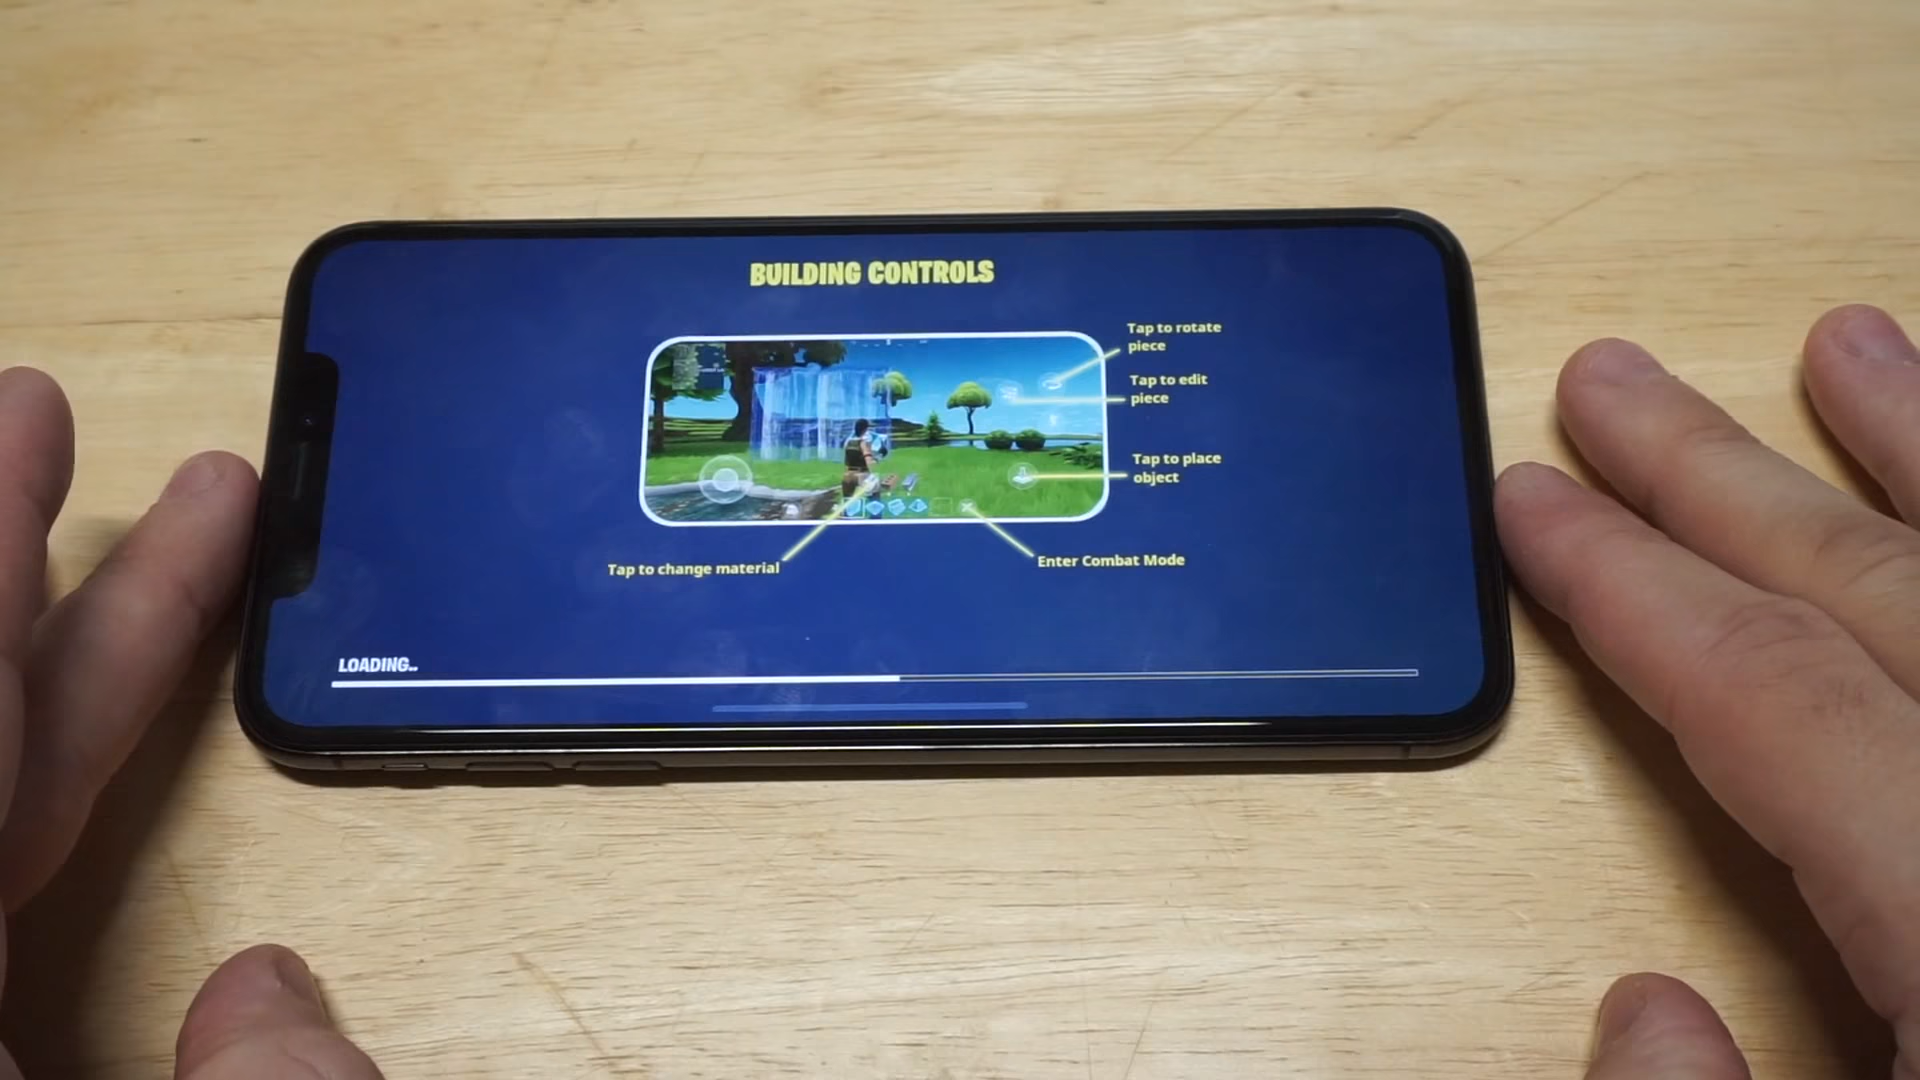 BUILDING CONTROLS
Tap to rotate
piece
Tap to edit
piece
Tap to place
object
Tap to change material
Enter Combat Mode
LOADING..